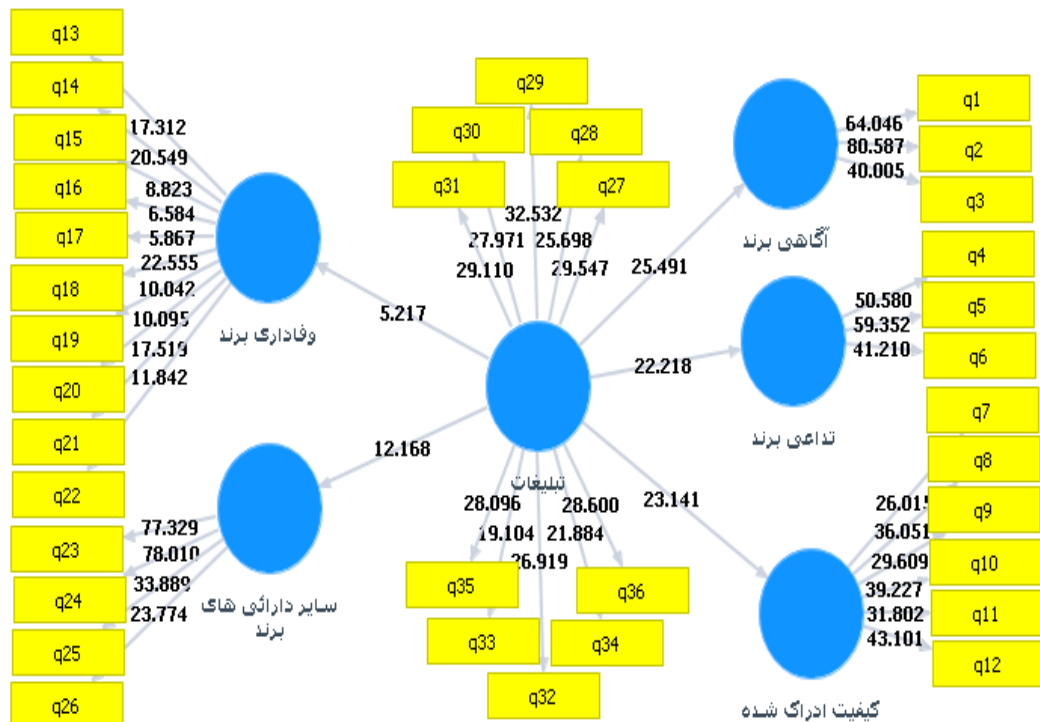 q13
q14
q15
q16
q17
q18
q19
q20
q21
q22
17.312
20.549
8.823
6.584
5.867
22.555
10.042
10.095
17.519
11.842
وفاداری برند
5.217
q23
q24
q25
q26
77.329
78.010
33.889
23.774
سایر دارائی های
برند
12.168
q29
q30
q28
q31
q27
32.532
27.971
25.698
29.110
29.547
تبلیغات
28.096
28.600
19.104
21.884
26.919
q35
q36
q33
q34
q32
25.491
22.218
23.141
آگاهی برند
64.046
80.587
40.005
q1
q2
q3
تداعی برند
50.580
59.352
41.210
q4
q5
q6
q7
q8
q9
q10
q11
q12
26.015
36.051
29.609
39.227
31.802
43.101
کیفیت ادراک شده